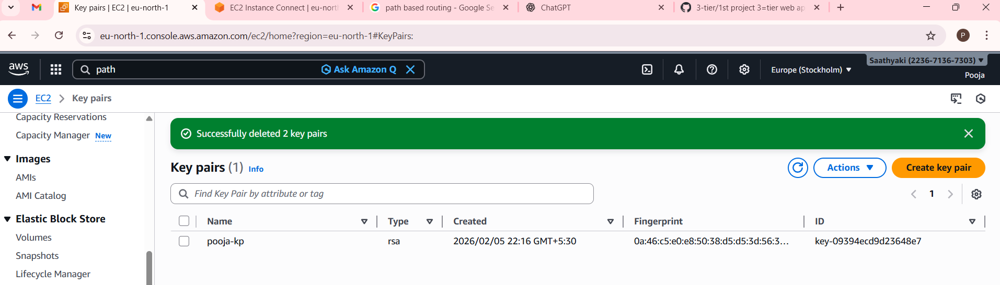 Key pairs | EC2 | eu-north-1
EC2 Instance Connect | eu-nort
path based routing - Google Se
ChatGPT
3-tier/1st project 3=tier web ap
eu-north-1.console.aws.amazon.com/ec2/home?region=eu-north-1#KeyPairs:
P
aws
path
Ask Amazon Q
Europe (Stockholm)
Saathyaki (2236-7136-7303)
Pooja
EC2
Key pairs
Capacity Reservations
Capacity Manager New
Images
AMIs
AMI Catalog
Elastic Block Store
Volumes
Snapshots
Lifecycle Manager
Successfully deleted 2 key pairs
Key pairs (1) Info
Actions
Create key pair
Find Key Pair by attribute or tag
1
Name Type Created Fingerprint ID
pooja-kp rsa 2026/02/05 22:16 GMT+5:30 0a:46:c5:e0:e8:50:38:d5:d5:3d:56:3... key-09394ecd9d23648e7